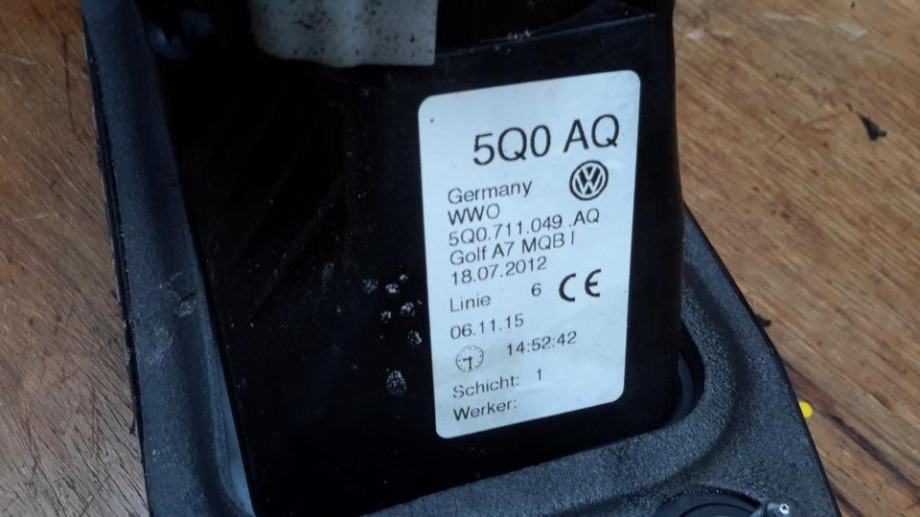 5Q0 AQ
Germany
WWO
5Q0.711.049 .AQ
Golf A7 MQB I
18.07.2012
Linie 6 CE
06.11.15
14:52:42
Schicht: 1
Werker: